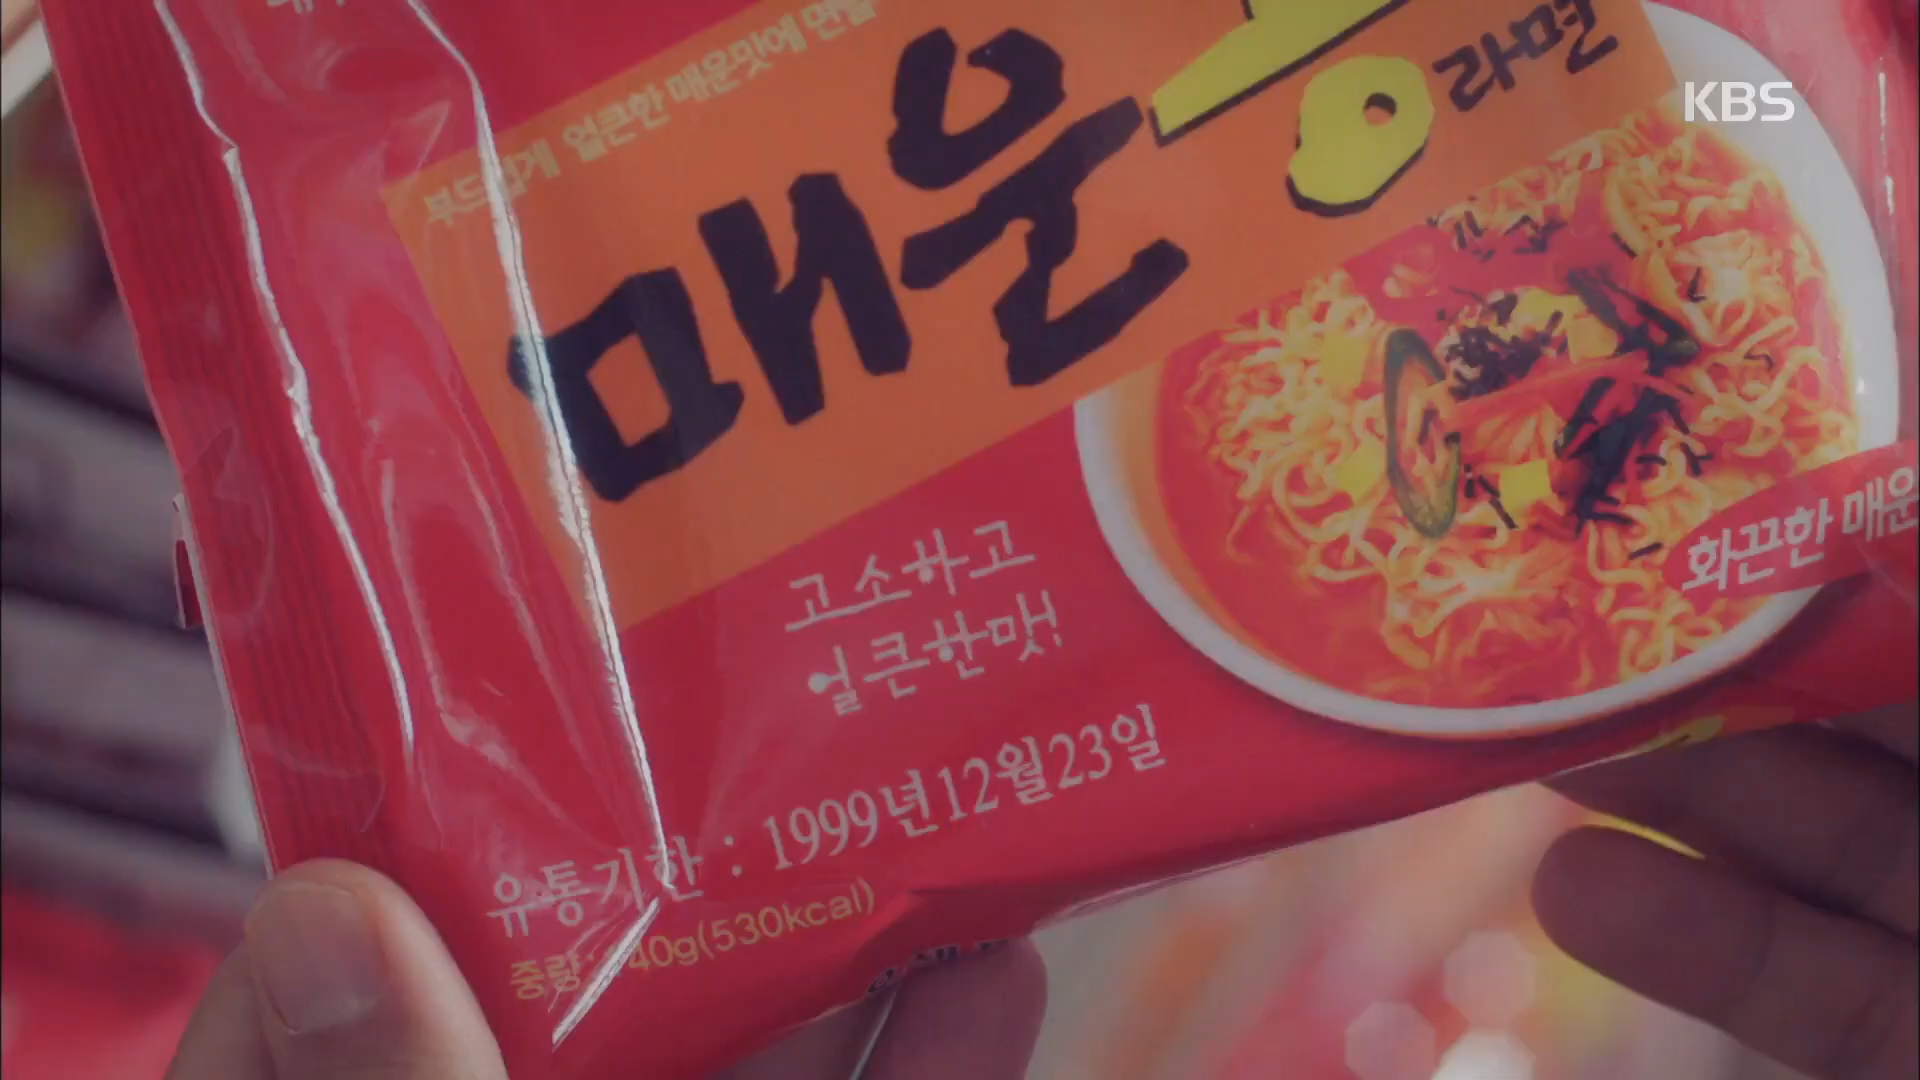 부드럽게 얼큰한 매운맛에 면발
매운
라면
KBS
화끈한 매운
고소하고
얼큰한맛!
유통기한 : 1999년12월23일
중량: 140g(530kcal)